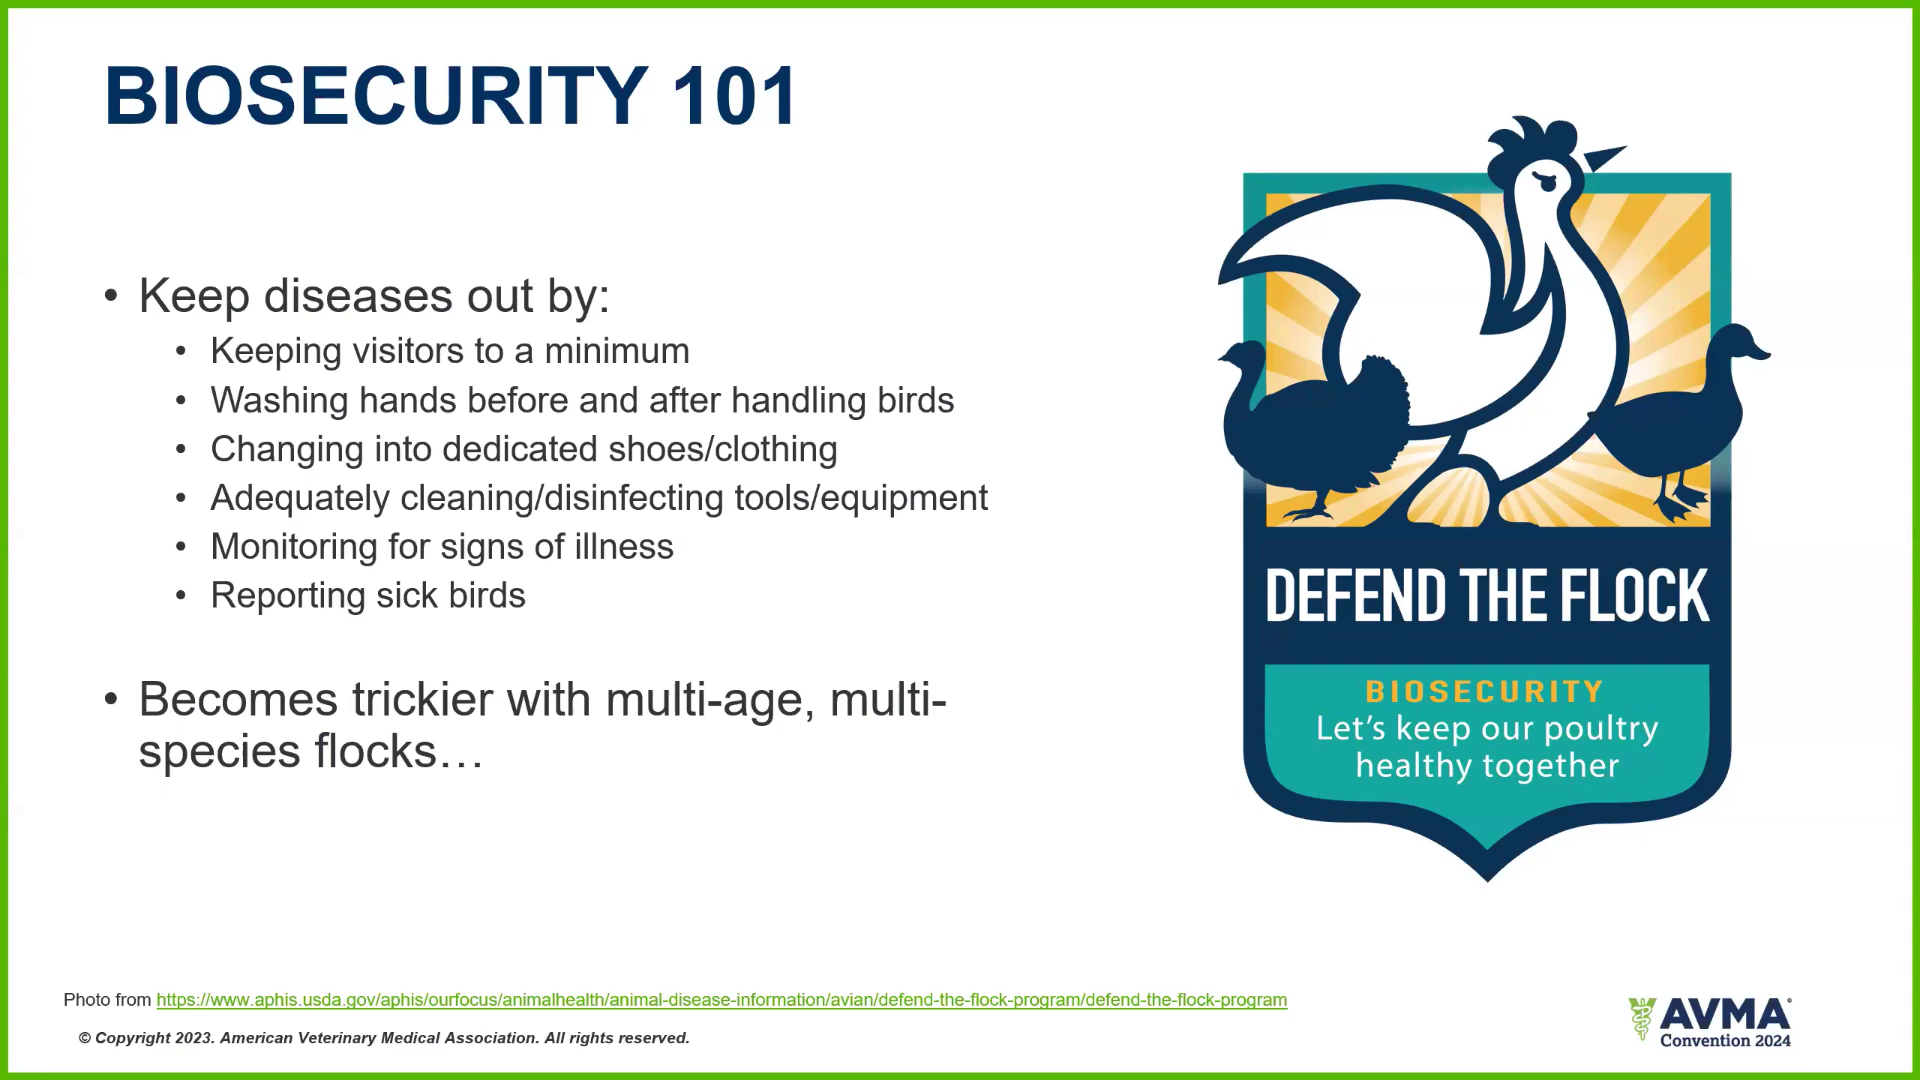 BIOSECURITY 101
• Keep diseases out by:
• Keeping visitors to a minimum
• Washing hands before and after handling birds
• Changing into dedicated shoes/clothing
• Adequately cleaning/disinfecting tools/equipment
• Monitoring for signs of illness
• Reporting sick birds
• Becomes trickier with multi-age, multi-
species flocks…
DEFEND THE FLOCK
BIOSECURITY
Let's keep our poultry
healthy together
Photo from https://www.aphis.usda.gov/aphis/ourfocus/animalhealth/animal-disease-information/avian/defend-the-flock-program/defend-the-flock-program
© Copyright 2023. American Veterinary Medical Association. All rights reserved.
AVMA
Convention 2024